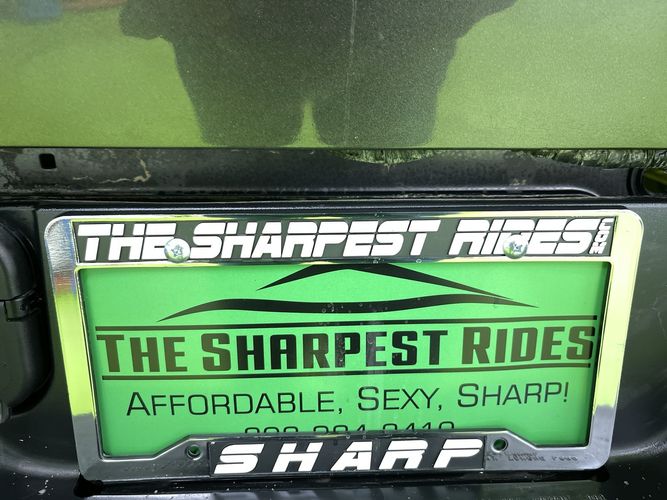 THE SHARPEST RIDES.COM
THE SHARPEST RIDES
AFFORDABLE, SEXY, SHARP!
SHARP